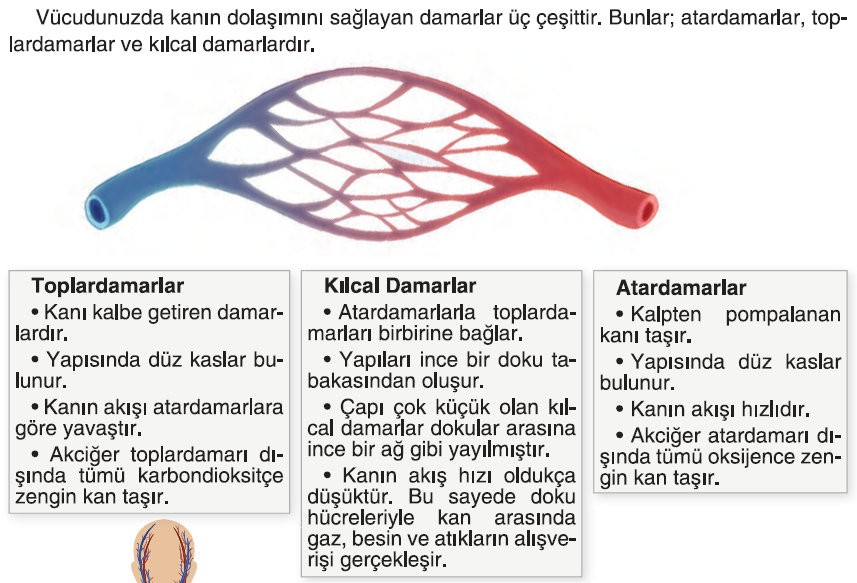 Vücudunuzda kanın dolaşımını sağlayan damarlar üç çeşittir. Bunlar; atardamarlar, top-
lardamarlar ve kılcal damarlardır.
Toplardamarlar
• Kanı kalbe getiren damar-
lardır.
• Yapısında düz kaslar bu-
lunur.
• Kanın akışı atardamarlara
göre yavaştır.
• Akciğer toplardamarı dı-
şında tümü karbondioksitçe
zengin kan taşır.
Kılcal Damarlar
• Atardamarlarla toplarda-
marları birbirine bağlar.
• Yapıları ince bir doku ta-
bakasından oluşur.
• Çapı çok küçük olan kıl-
cal damarlar dokular arasına
ince bir ağ gibi yayılmıştır.
• Kanın akış hızı oldukça
düşüktür. Bu sayede doku
hücreleriyle kan arasında
gaz, besin ve atıkların alışve-
rişi gerçekleşir.
Atardamarlar
• Kalpten pompalanan
kanı taşır.
• Yapısında düz kaslar
bulunur.
• Kanın akışı hızlıdır.
• Akciğer atardamarı dı-
şında tümü oksijence zen-
gin kan taşır.